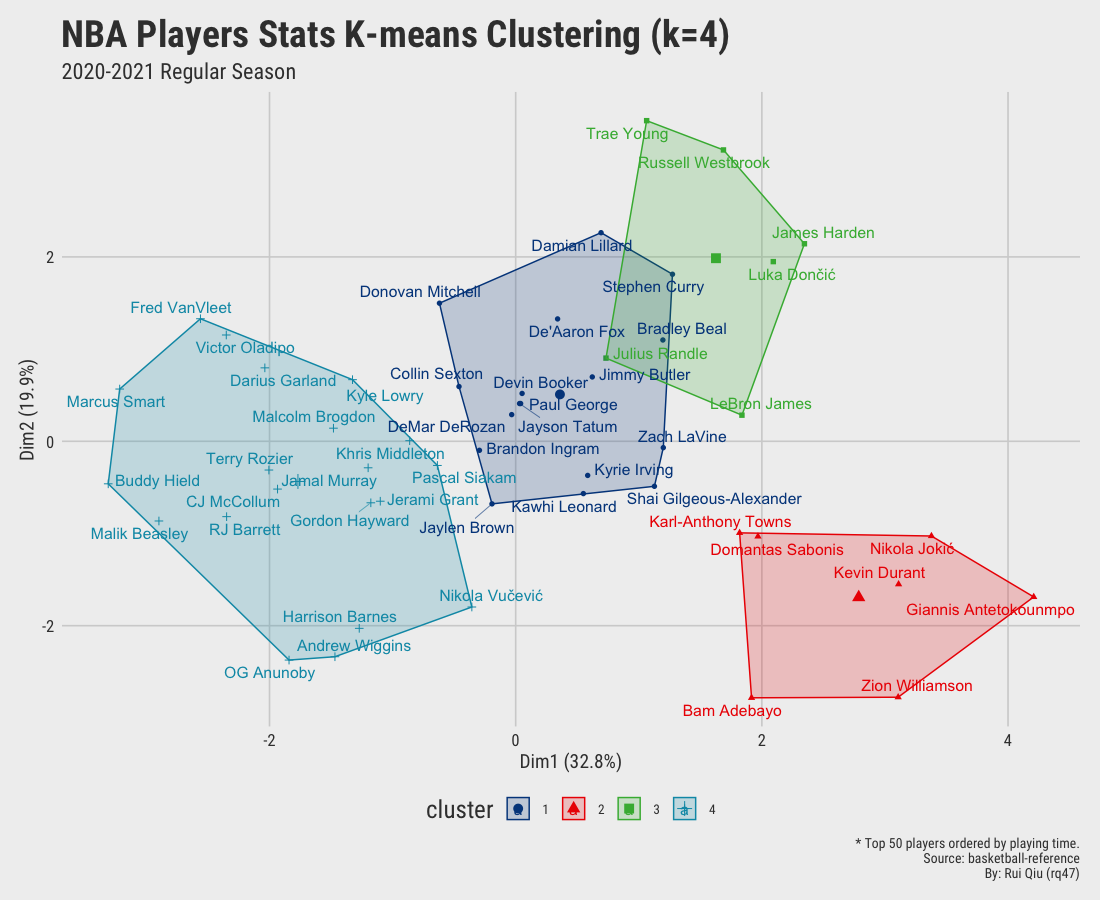 NBA Players Stats K-means Clustering (k=4)
2020-2021 Regular Season
Trae Young
Russell Westbrook
James Harden
Damian Lillard
2
Luka Dončić
Stephen Curry
Donovan Mitchell
Fred VanVleet
De'Aaron Fox
Bradley Beal
Victor Oladipo
Julius Randle
Collin Sexton
Jimmy Butler
Darius Garland
Devin Booker
Kyle Lowry
Marcus Smart
Paul George
LeBron James
Malcolm Brogdon
DeMar DeRozan
Jayson Tatum
Zach LaVine
0
Dim2 (19.9%)
Brandon Ingram
Khris Middleton
Terry Rozier
Kyrie Irving
Pascal Siakam
Buddy Hield
Jamal Murray
Jerami Grant
Shai Gilgeous-Alexander
CJ McCollum
Kawhi Leonard
Gordon Hayward
Karl-Anthony Towns
Jaylen Brown
RJ Barrett
Malik Beasley
Domantas Sabonis
Nikola Jokić
Kevin Durant
Nikola Vučević
Giannis Antetokounmpo
Harrison Barnes
-2
Andrew Wiggins
OG Anunoby
Zion Williamson
Bam Adebayo
-2 0 2 4
Dim1 (32.8%)
cluster a 1 a 2 a 3 a 4
* Top 50 players ordered by playing time.
Source: basketball-reference
By: Rui Qiu (rq47)